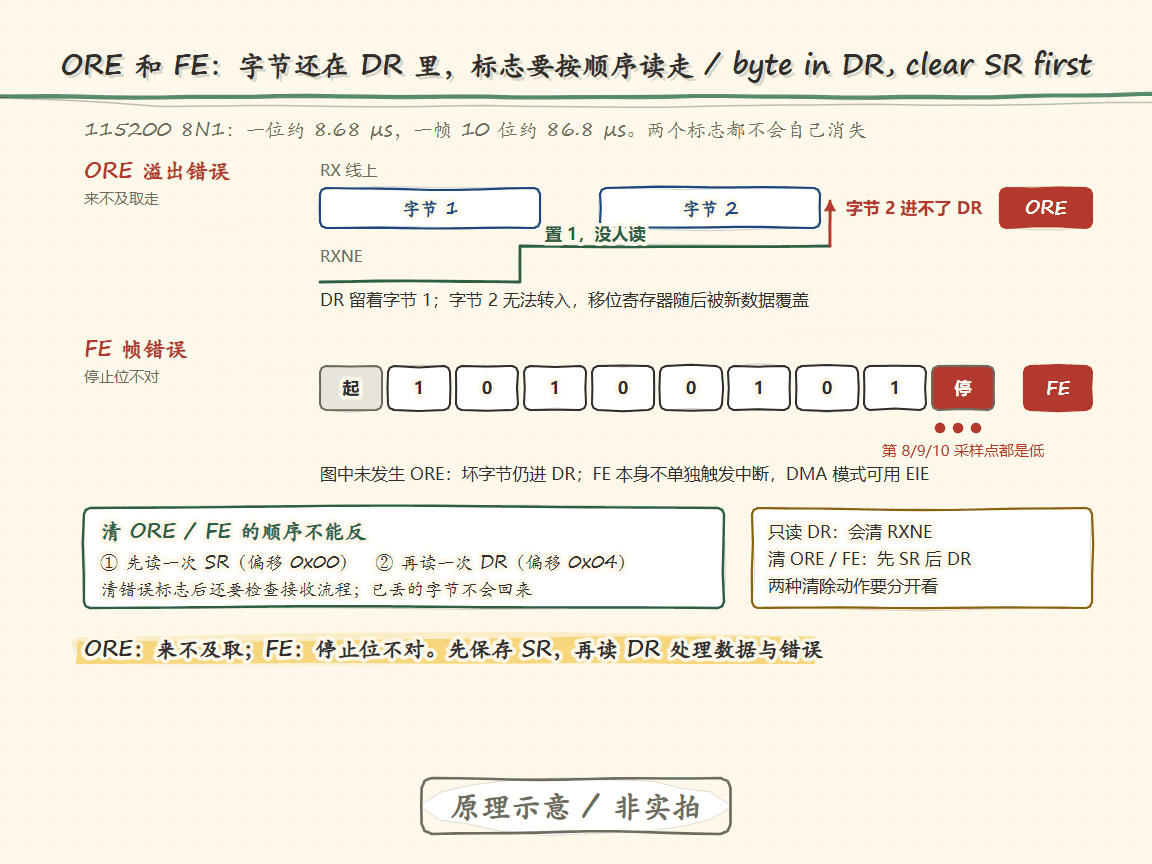 ORE 和 FE：字节还在 DR 里，标志要按顺序读走 / byte in DR, clear SR first
115200 8N1：一位约 8.68 μs，一帧 10 位约 86.8 μs。两个标志都不会自己消失
ORE 溢出错误
来不及取走
RX 线上
字节 1
字节 2
字节 2 进不了 DR
ORE
置 1，没人读
RXNE
DR 留着字节 1；字节 2 无法转入，移位寄存器随后被新数据覆盖
FE 帧错误
停止位不对
起 1 0 1 0 0 1 0 1 停
FE
第 8/9/10 采样点都是低
图中未发生 ORE：坏字节仍进 DR；FE 本身不单独触发中断，DMA 模式可用 EIE
清 ORE / FE 的顺序不能反
① 先读一次 SR（偏移 0x00） ② 再读一次 DR（偏移 0x04）
清错误标志后还要检查接收流程；已丢的字节不会回来
只读 DR：会清 RXNE
清 ORE / FE：先 SR 后 DR
两种清除动作要分开看
ORE：来不及取；FE：停止位不对。先保存 SR，再读 DR 处理数据与错误
原理示意 / 非实拍